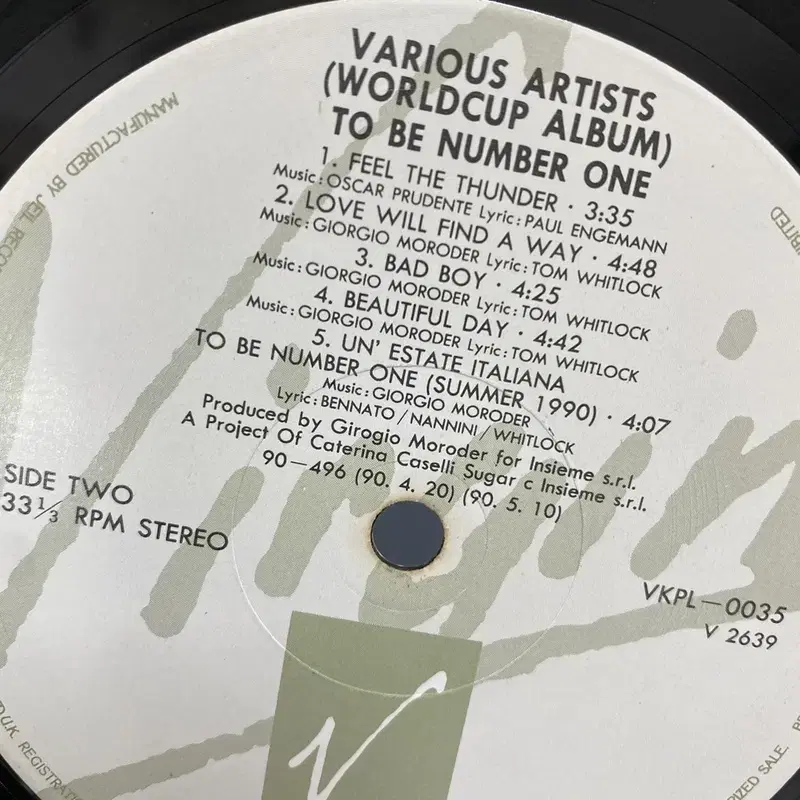 VARIOUS ARTISTS
(WORLDCUP ALBUM)
TO BE NUMBER ONE
1. FEEL THE THUNDER · 3:35
Music: OSCAR PRUDENTE Lyric: PAUL ENGEMANN
2. LOVE WILL FIND A WAY · 4:48
Music: GIORGIO MORODER Lyric: TOM WHITLOCK
3. BAD BOY · 4:25
Music: GIORGIO MORODER Lyric: TOM WHITLOCK
4. BEAUTIFUL DAY · 4:42
Music: GIORGIO MORODER Lyric: TOM WHITLOCK
5. UN' ESTATE ITALIANA
TO BE NUMBER ONE (SUMMER 1990) · 4:07
Music: GIORGIO MORODER
Lyric: BENNATO / NANNINI / WHITLOCK
Produced by Girogio Moroder for Insieme s.r.l.
A Project Of Caterina Caselli Sugar c Insieme s.r.l.
90-496 (90. 4. 20) (90. 5. 10)
SIDE TWO
33 1/3 RPM STEREO
VKPL-0035
V 2639
MANUFACTURED BY JEIL
U.K.
SALE.
Virgin
V